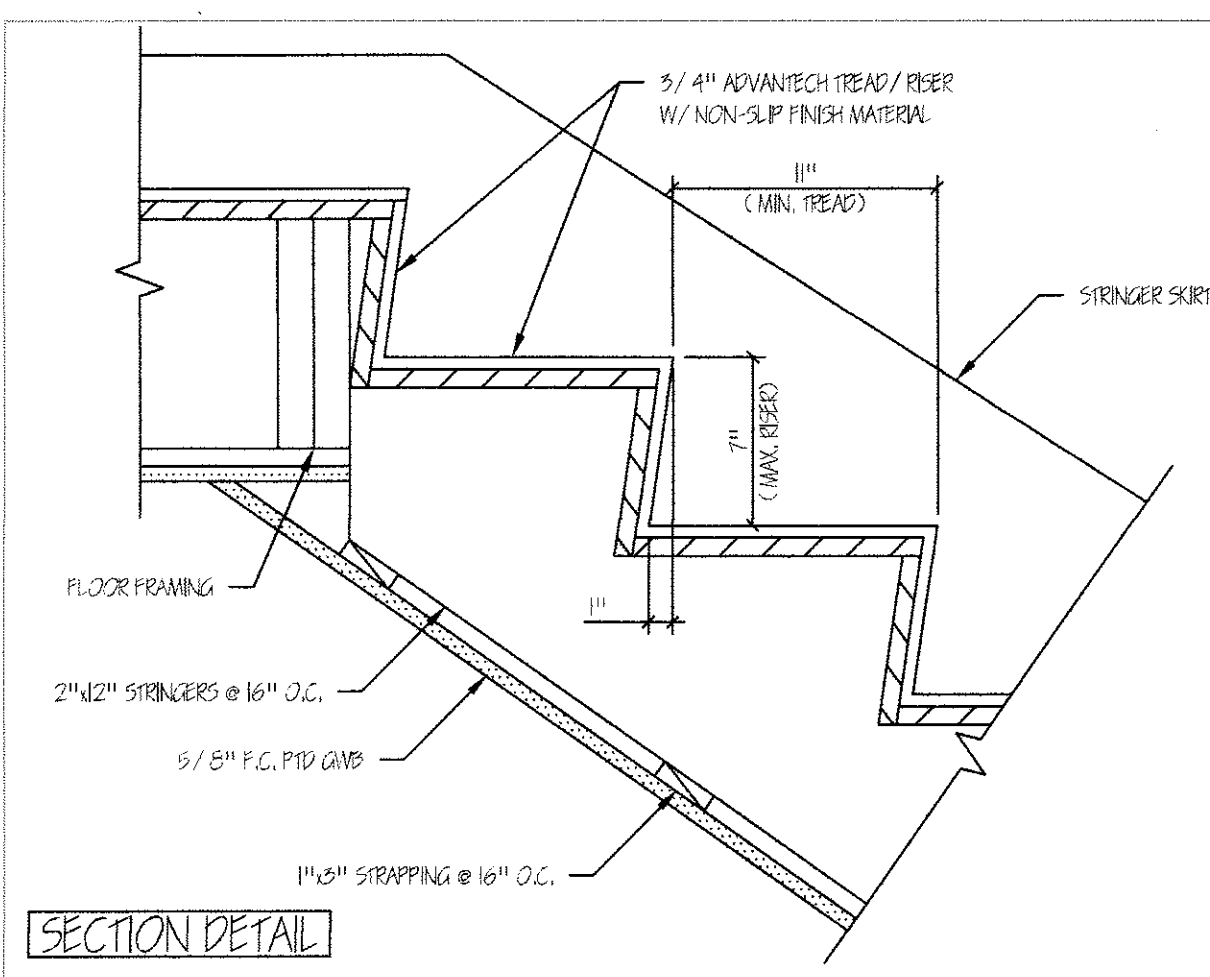 3/4" ADVANTECH TREAD/RISER
W/ NON-SLIP FINISH MATERIAL
11"
(MIN. TREAD)
STRINGER SKIRT
7"
(MAX. RISER)
FLOOR FRAMING
1"
2"x12" STRINGERS @ 16" O.C.
5/8" F.C. PTD GWB
1"x3" STRAPPING @ 16" O.C.
SECTION DETAIL